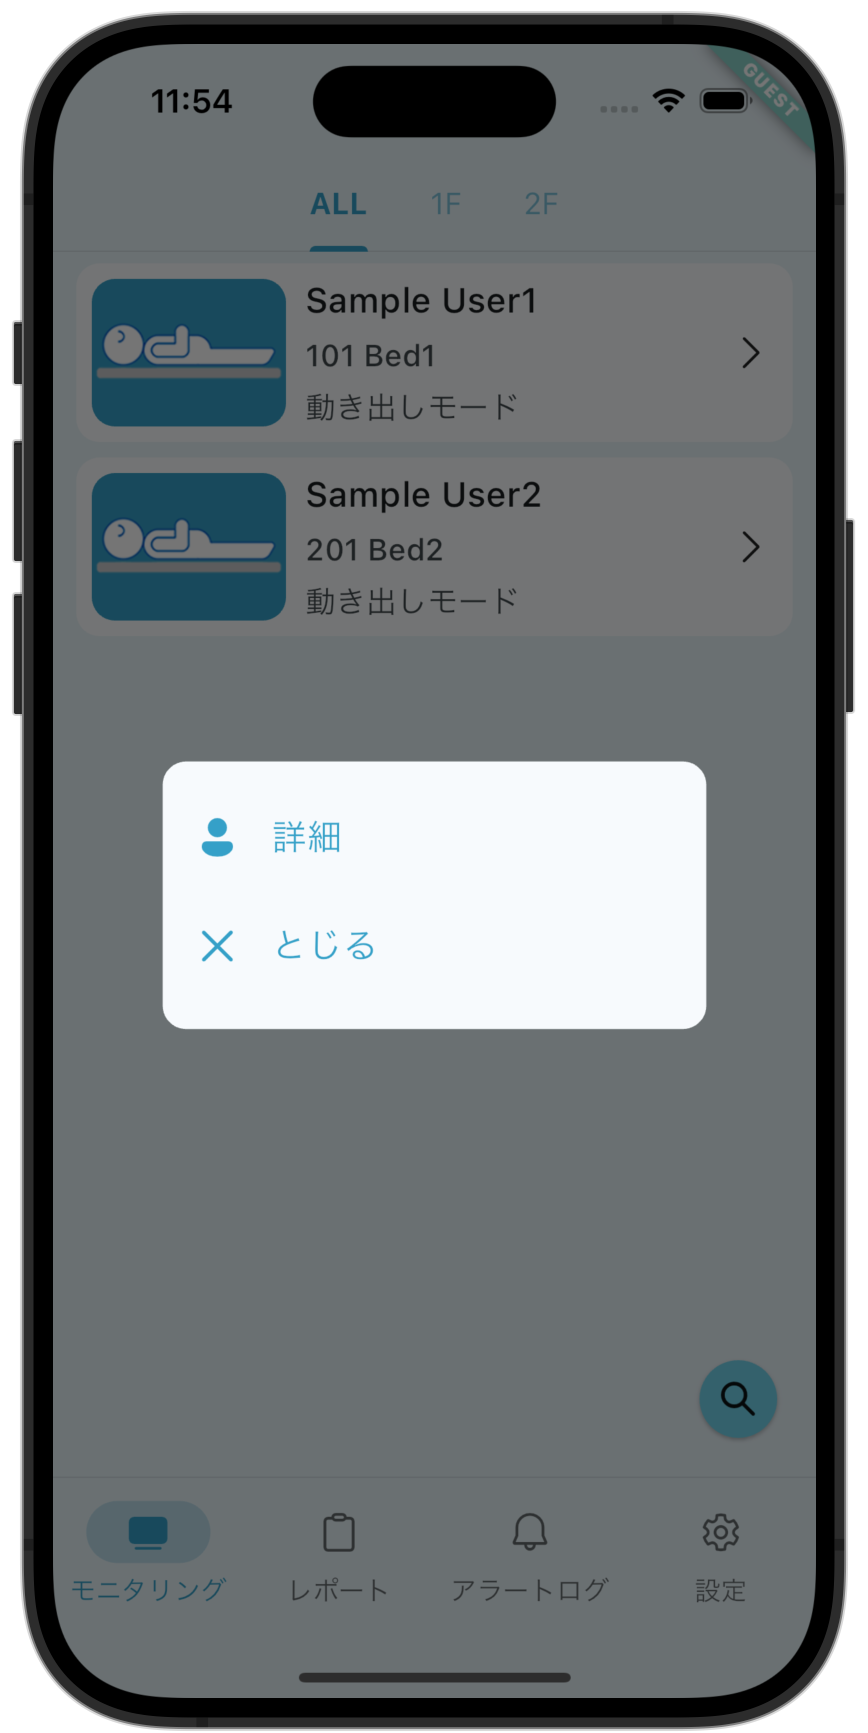 11:54
GUEST
ALL 1F 2F
Sample User1
101 Bed1
動き出しモード
Sample User2
201 Bed2
動き出しモード
詳細
とじる
モニタリング レポート アラートログ 設定